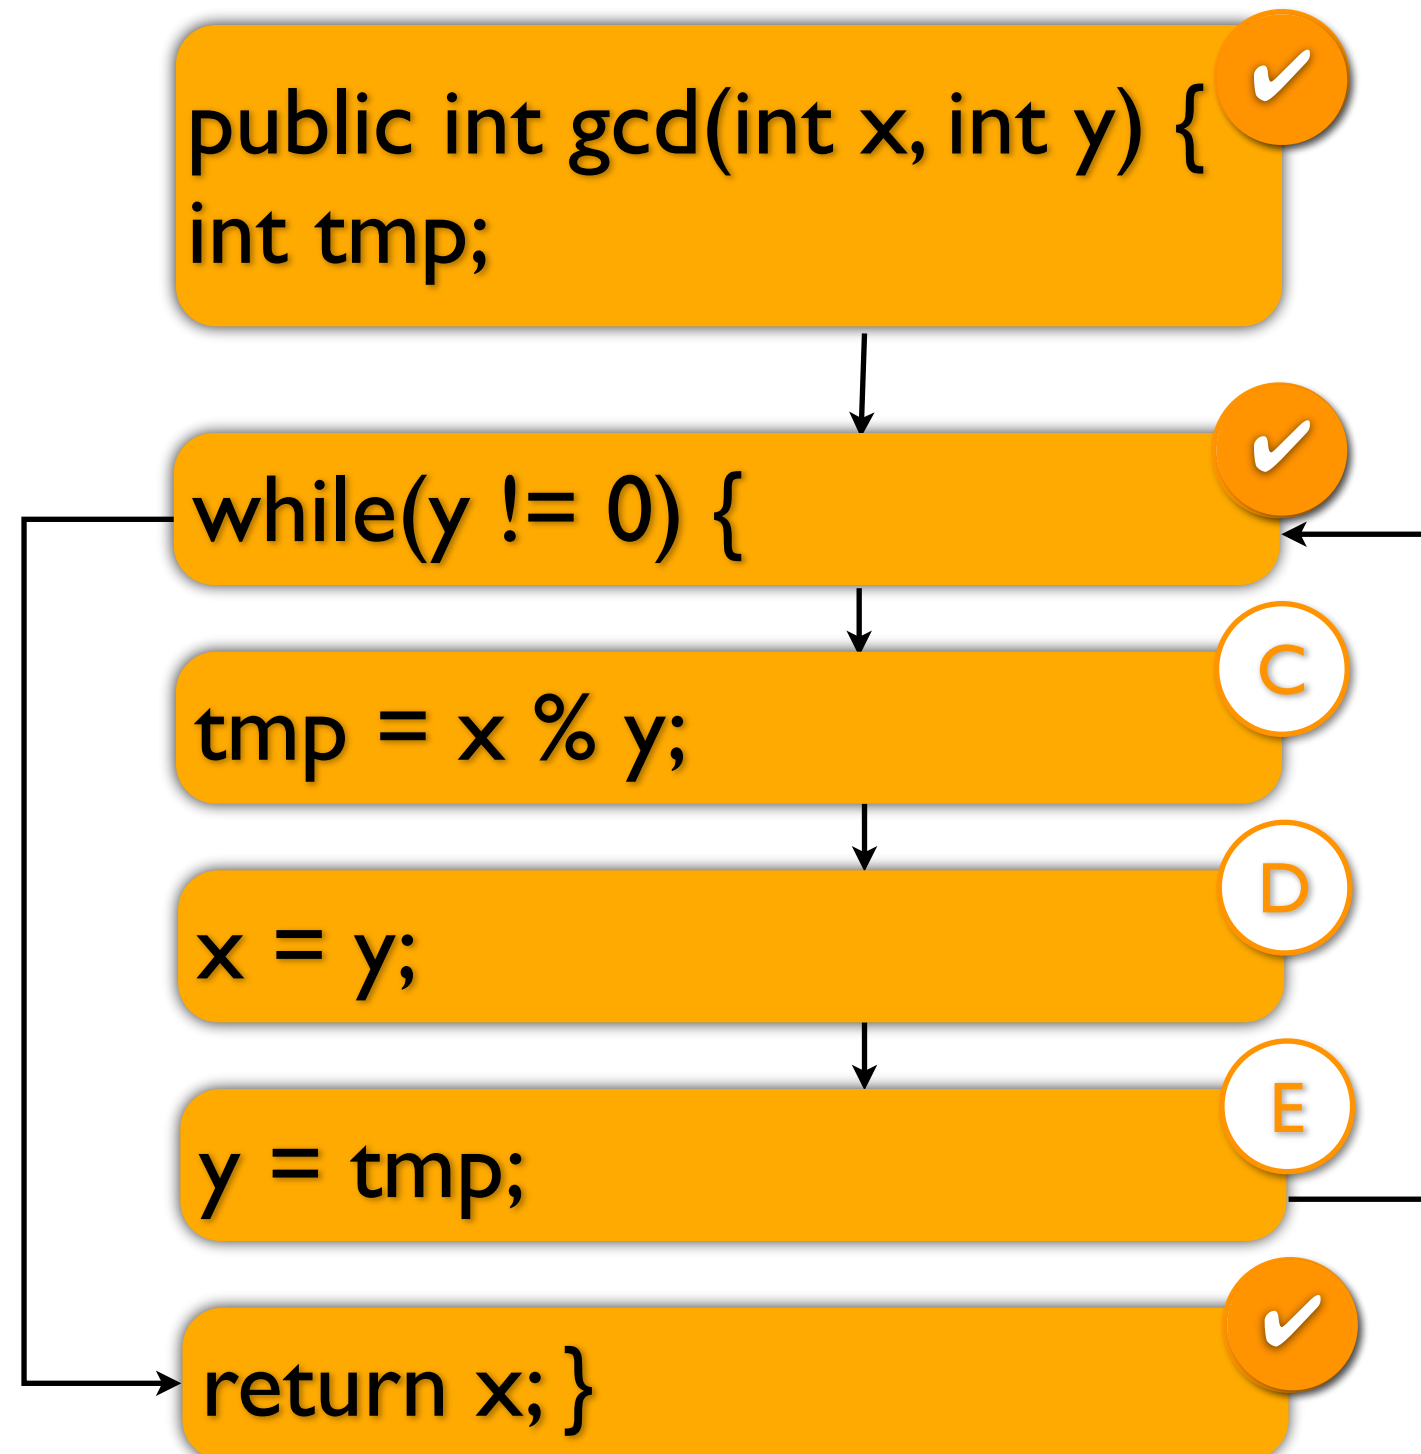 public int gcd(int x, int y) { ✔
int tmp;
while(y != 0) { ✔
C
tmp = x % y;
D
x = y;
E
y = tmp;
✔
return x; }